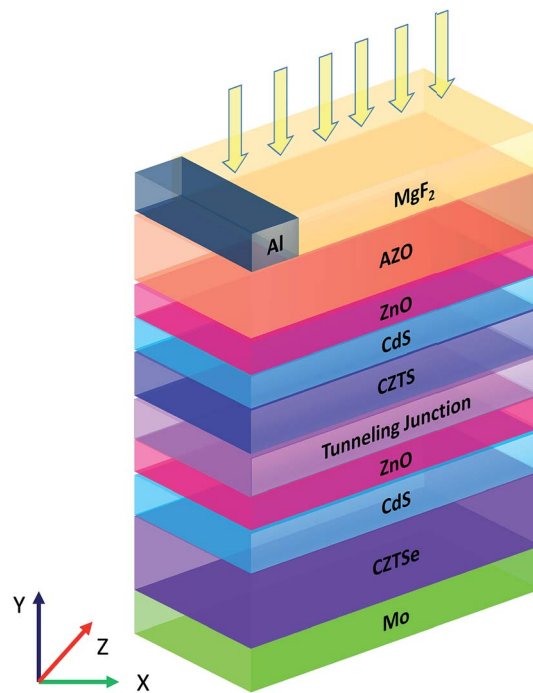 MgF₂
Al
AZO
ZnO
CdS
CZTS
Tunneling Junction
ZnO
CdS
CZTSe
Mo
Y
Z
X